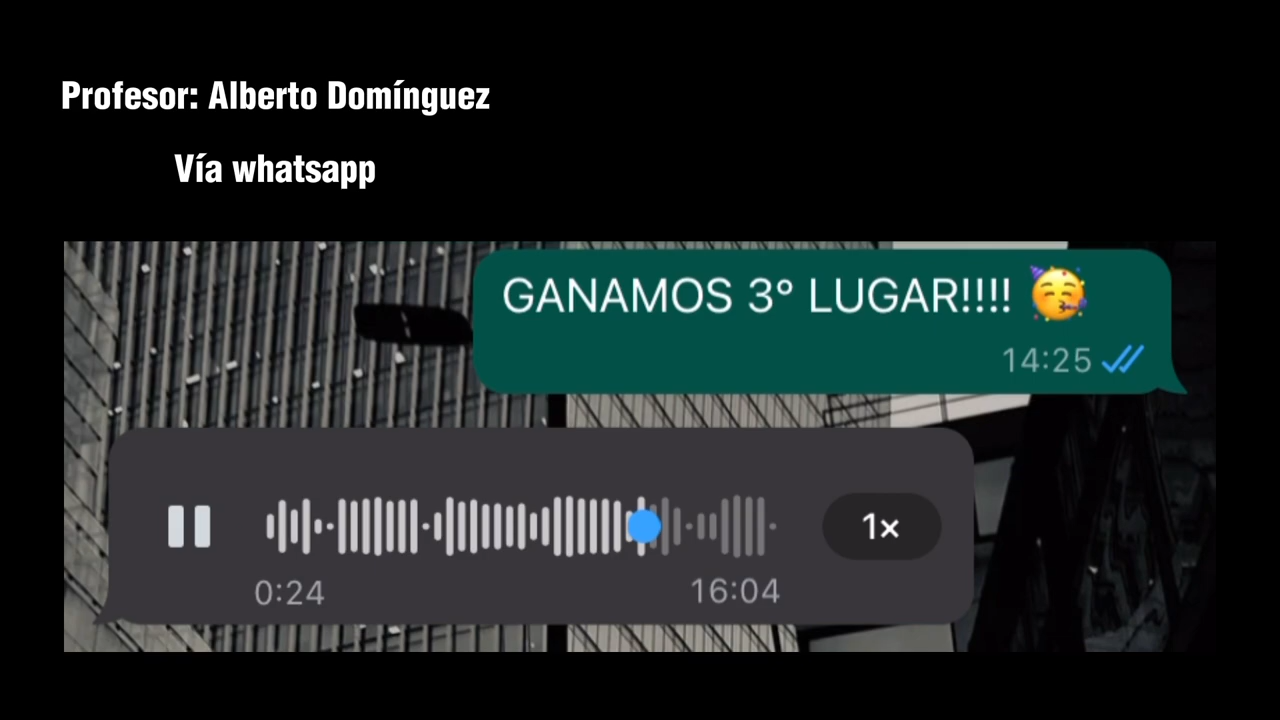 Profesor: Alberto Domínguez
Vía whatsapp
GANAMOS 3° LUGAR!!!! 🥳
14:25
1×
0:24 16:04